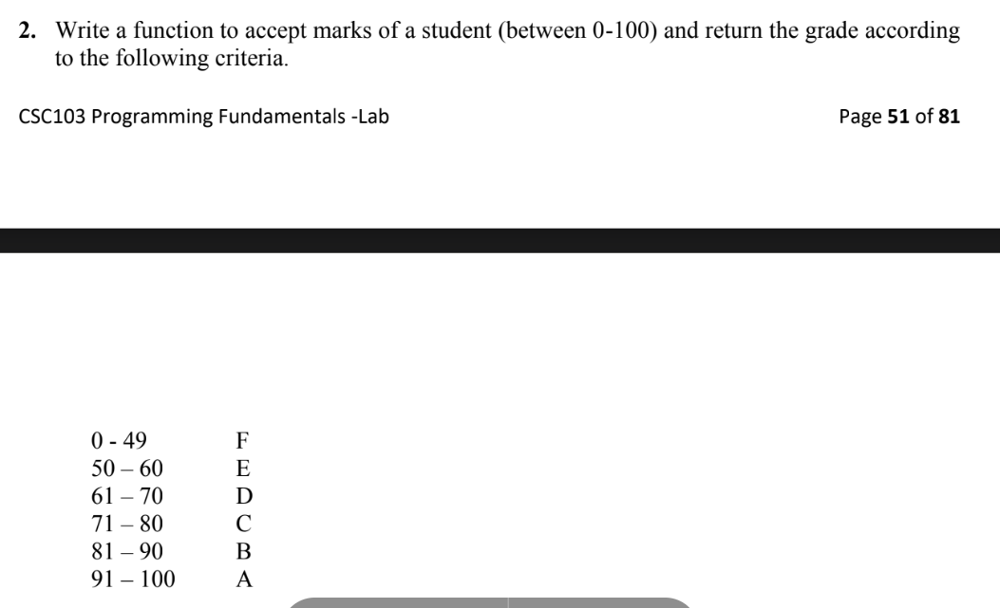 2. Write a function to accept marks of a student (between 0-100) and return the grade according
to the following criteria.
CSC103 Programming Fundamentals -Lab Page 51 of 81
0 - 49 F
50 – 60 E
61 – 70 D
71 – 80 C
81 – 90 B
91 – 100 A